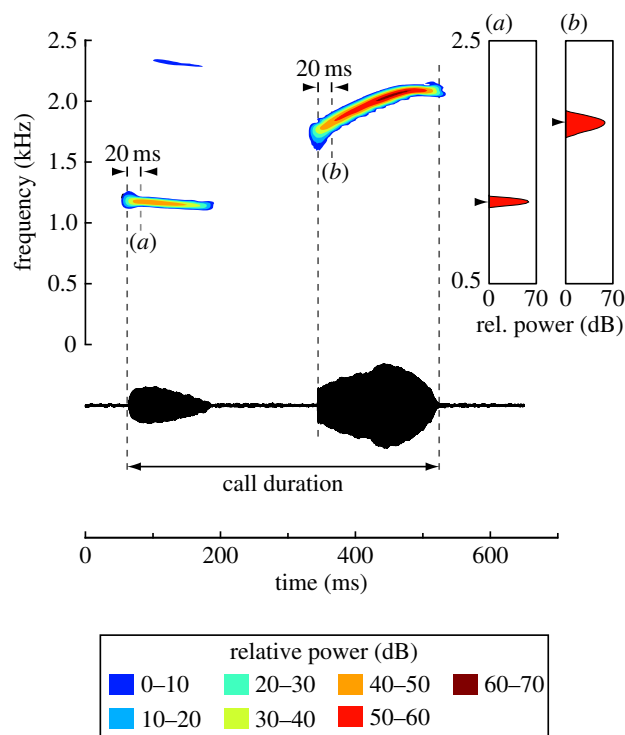 (a) (b)
2.5
2.0
1.5
1.0
0.5
0
frequency (kHz)
20 ms
(a)
20 ms
(b)
2.5
0.5
0 70 0 70
rel. power (dB)
call duration
0 200 400 600
time (ms)
relative power (dB)
0–10 20–30 40–50 60–70
10–20 30–40 50–60